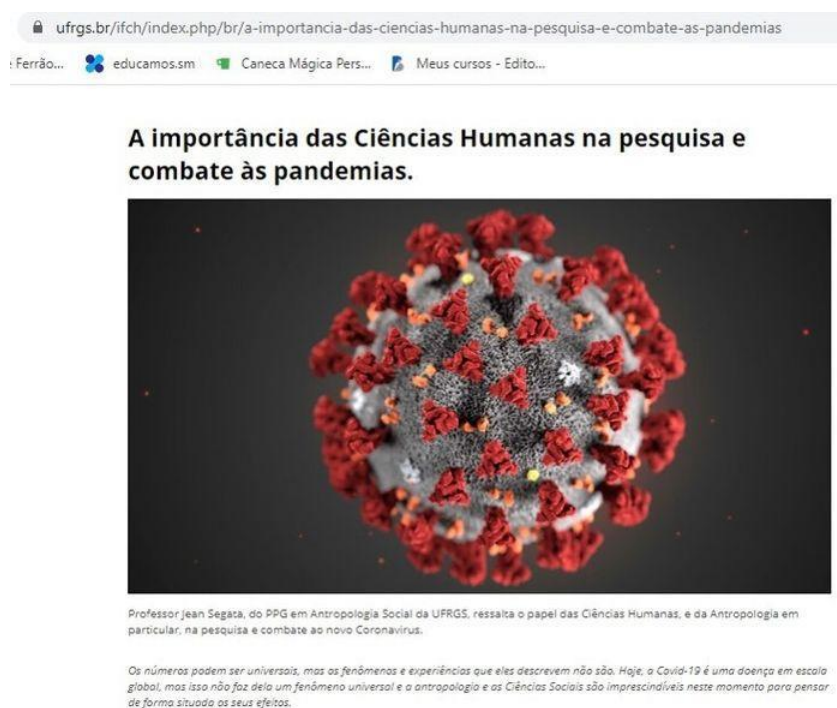 ufrgs.br/ifch/index.php/br/a-importancia-das-ciencias-humanas-na-pesquisa-e-combate-as-pandemias
Ferrão... educamos.sm Caneca Mágica Pers... Meus cursos - Edito...
A importância das Ciências Humanas na pesquisa e
combate às pandemias.
Professor Jean Segata, do PPG em Antropologia Social da UFRGS, ressalta o papel das Ciências Humanas, e da Antropologia em
particular, na pesquisa e combate ao novo Coronavirus.
Os números podem ser universais, mas os fenômenos e experiências que eles descrevem não são. Hoje, a Covid-19 é uma doença em escala
global, mas isso não faz dela um fenômeno universal e a antropologia e as Ciências Sociais são imprescindíveis neste momento para pensar
de forma situada os seus efeitos.